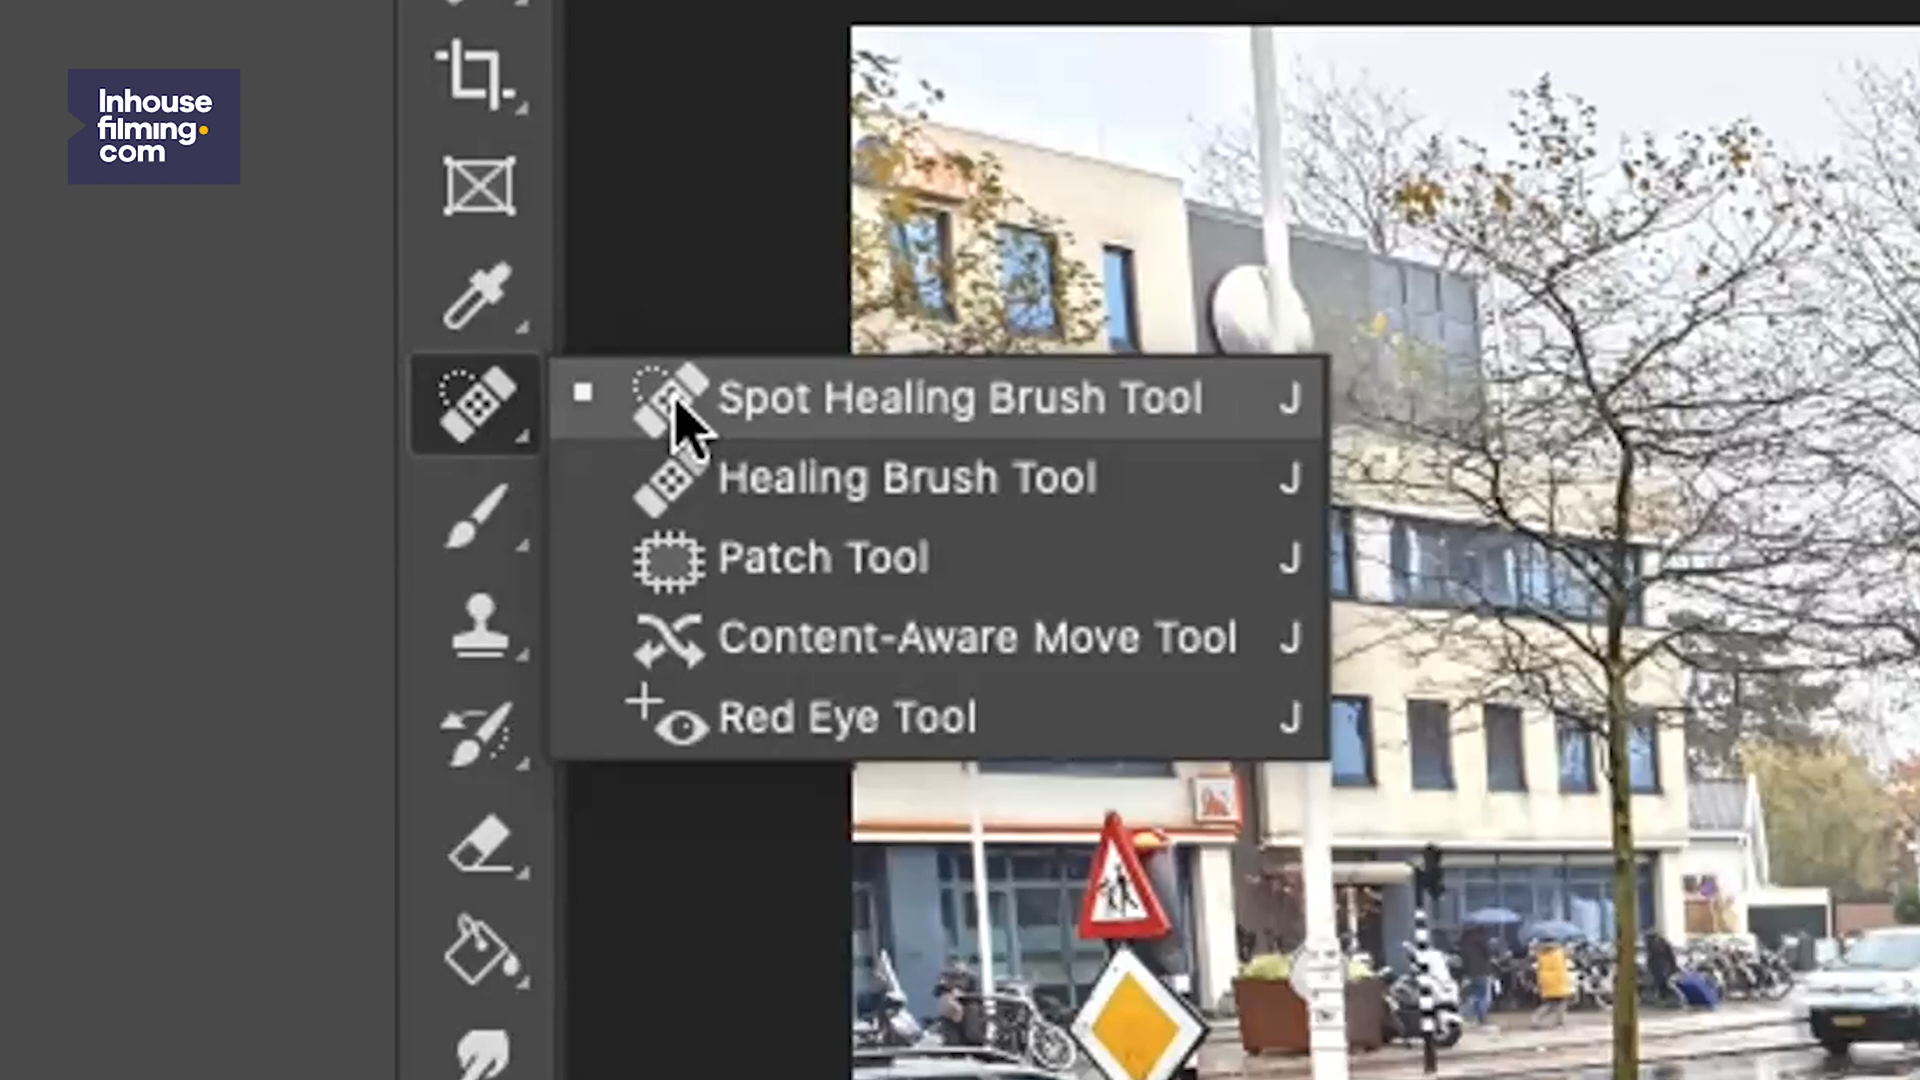 Inhouse
filming.
com
Spot Healing Brush Tool J
Healing Brush Tool J
Patch Tool J
Content-Aware Move Tool J
Red Eye Tool J